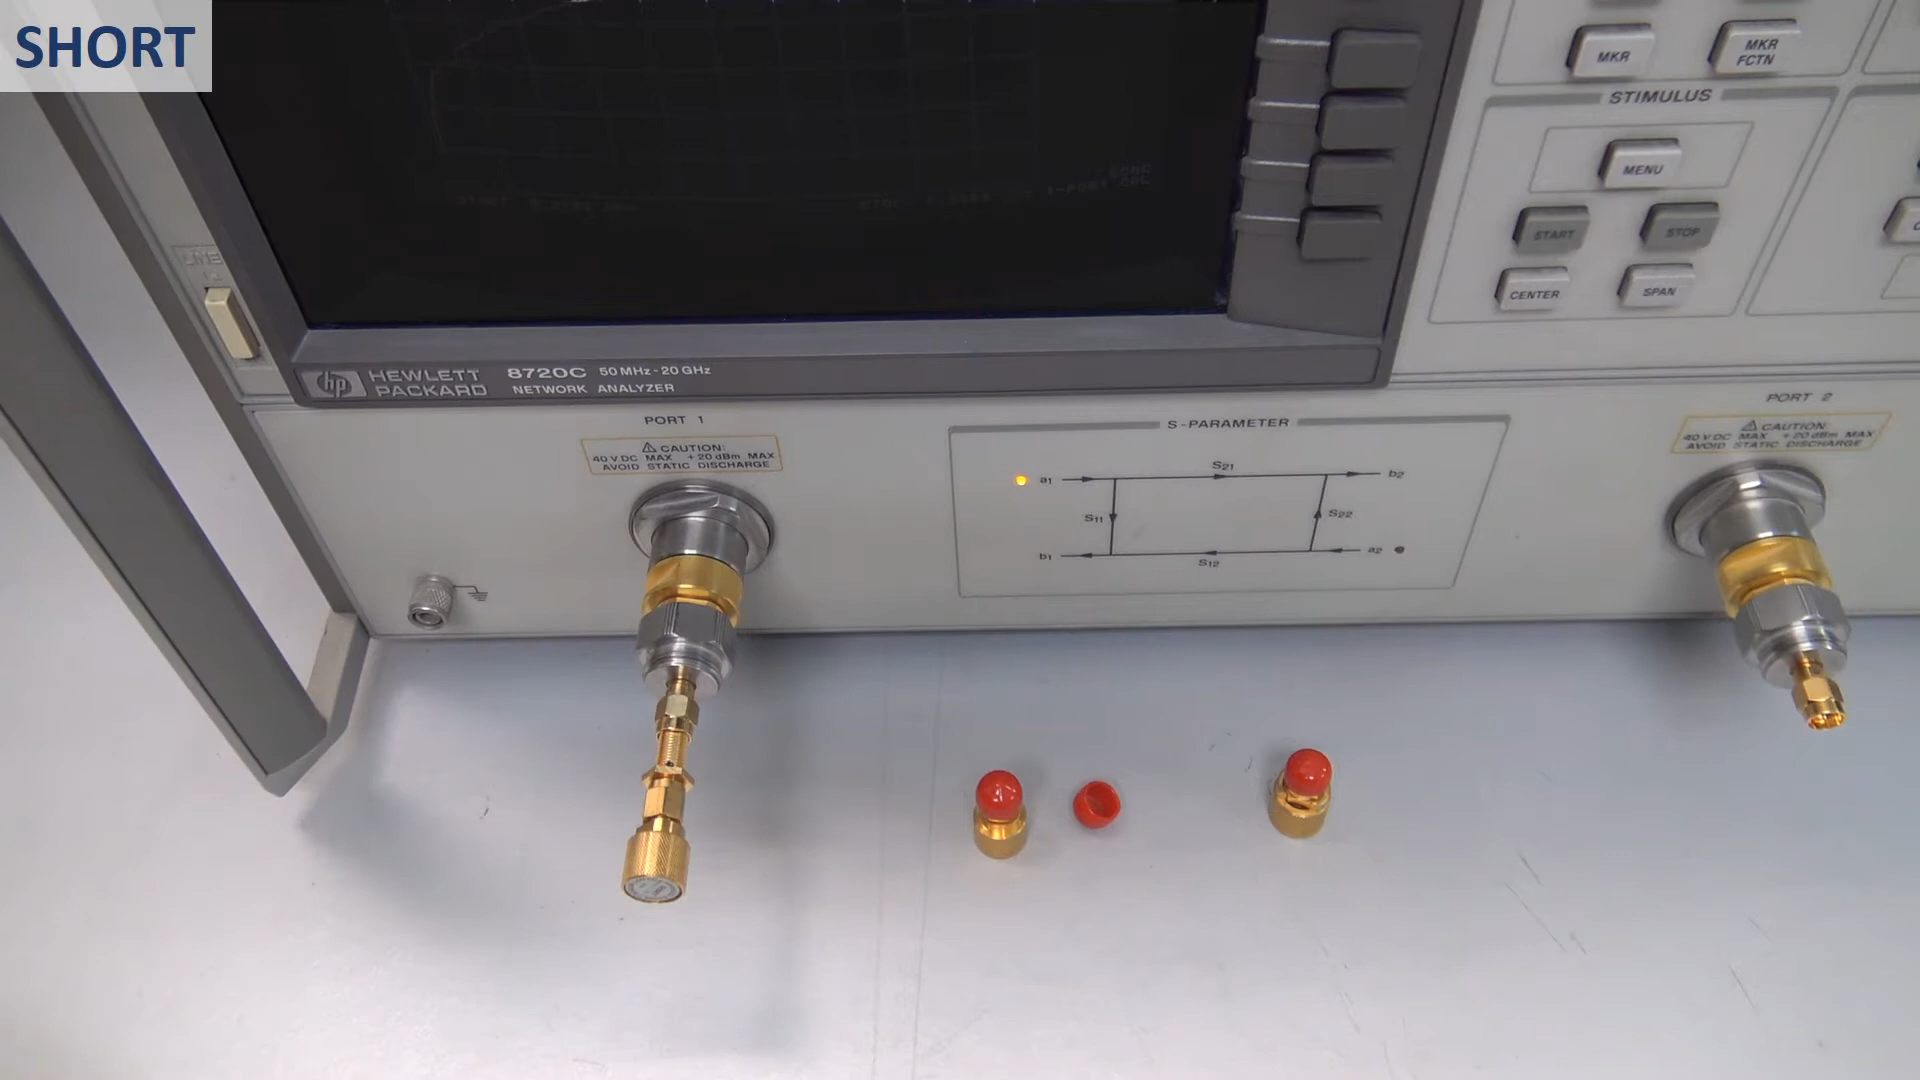 SHORT
MKR
MKR
FCTN
STIMULUS
MENU
START
STOP
CENTER
SPAN
LINE
hp HEWLETT
PACKARD
8720C 50 MHz - 20 GHz
NETWORK ANALYZER
PORT 1
⚠ CAUTION:
40 V DC MAX +20 dBm MAX
AVOID STATIC DISCHARGE
S-PARAMETER
a1
S21
b2
S11
S22
b1
S12
a2
PORT 2
⚠ CAUTION
40 V DC MAX +20 dBm MAX
AVOID STATIC DISCHARGE